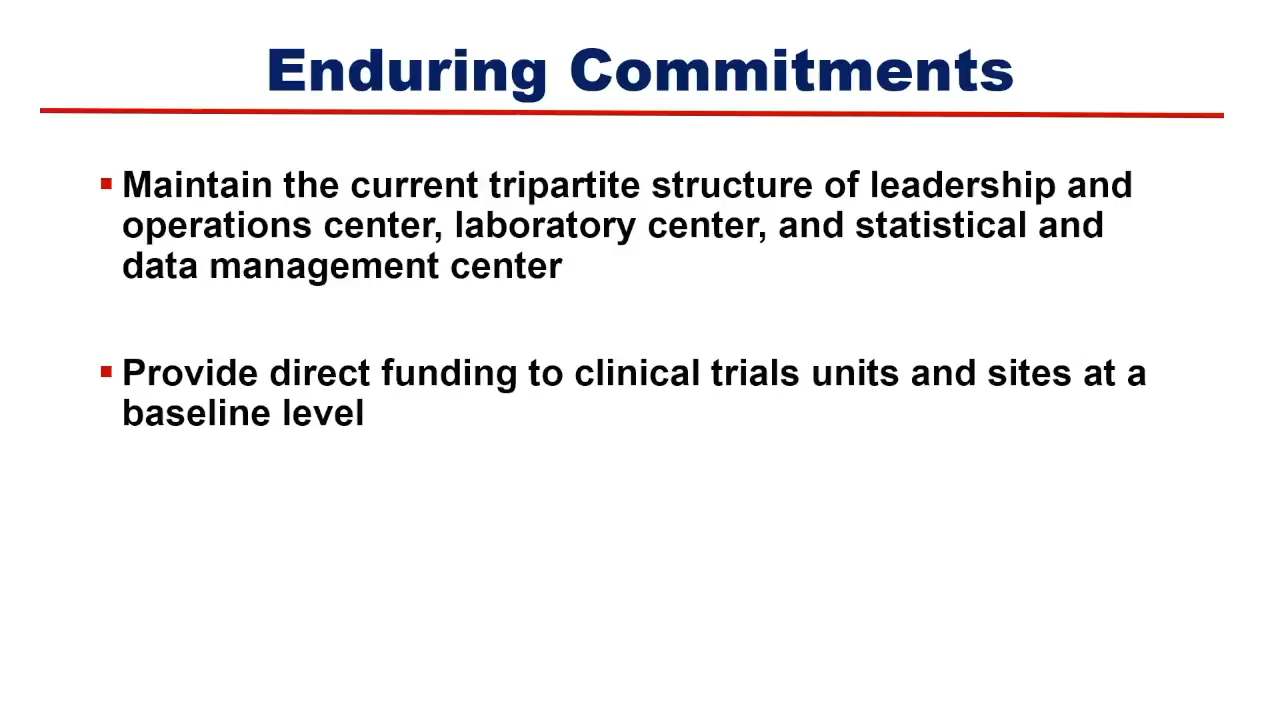 Enduring Commitments
▪ Maintain the current tripartite structure of leadership and
operations center, laboratory center, and statistical and
data management center
▪ Provide direct funding to clinical trials units and sites at a
baseline level